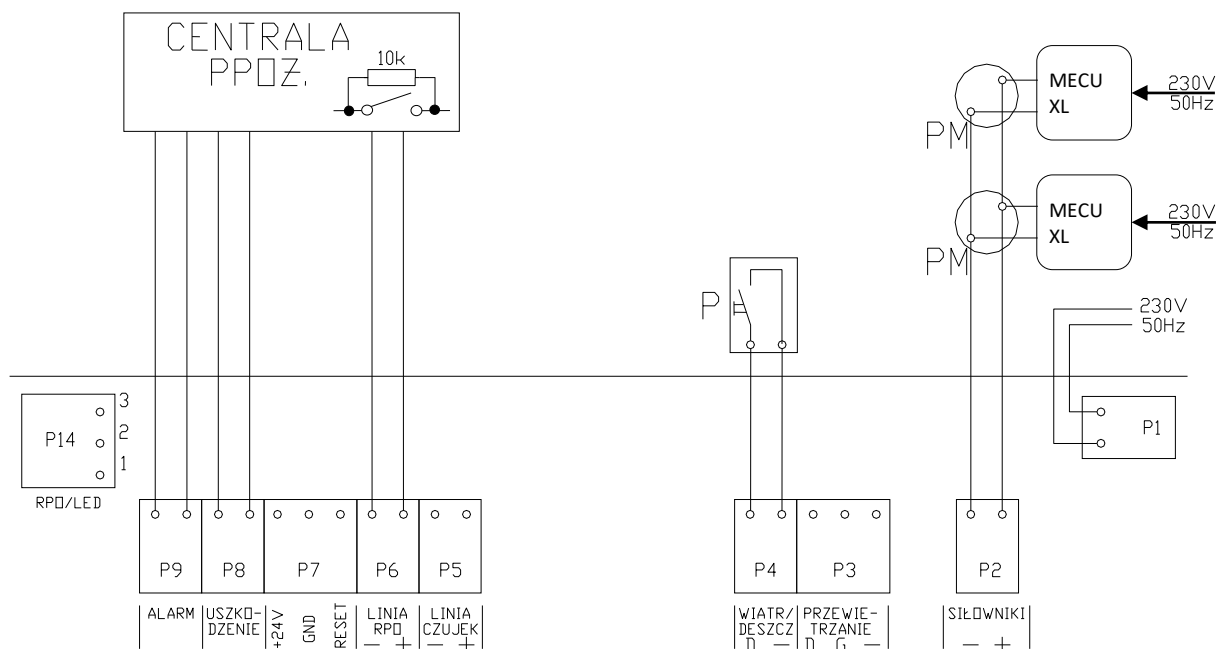 CENTRALA
PPOŻ.
10k
MECU
XL
230V
50Hz
PM
MECU
XL
230V
50Hz
PM
P
230V
50Hz
P14
3
2
1
RPO/LED
P1
P9
P8
P7
P6
P5
P4
P3
P2
ALARM
USZKO-
DZENIE
+24V
GND
RESET
LINIA
RPO
- +
LINIA
CZUJEK
- +
WIATR/
DESZCZ
D -
PRZEWIE-
TRZANIE
D G -
SIŁOWNIKI
- +